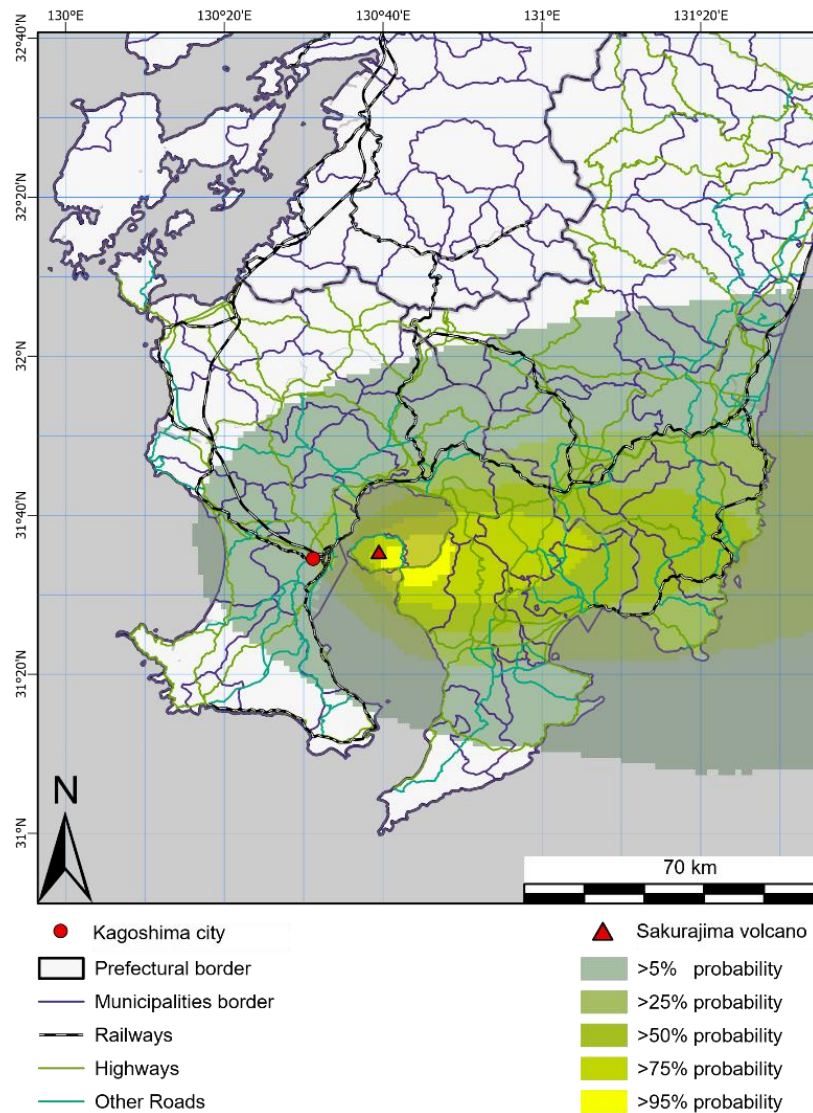 130°E
130°20'E
130°40'E
131°E
131°20'E
32°40'N
32°20'N
32°N
31°40'N
31°20'N
31°N
N
70 km
Kagoshima city
Prefectural border
Municipalities border
Railways
Highways
Other Roads
Sakurajima volcano
>5% probability
>25% probability
>50% probability
>75% probability
>95% probability